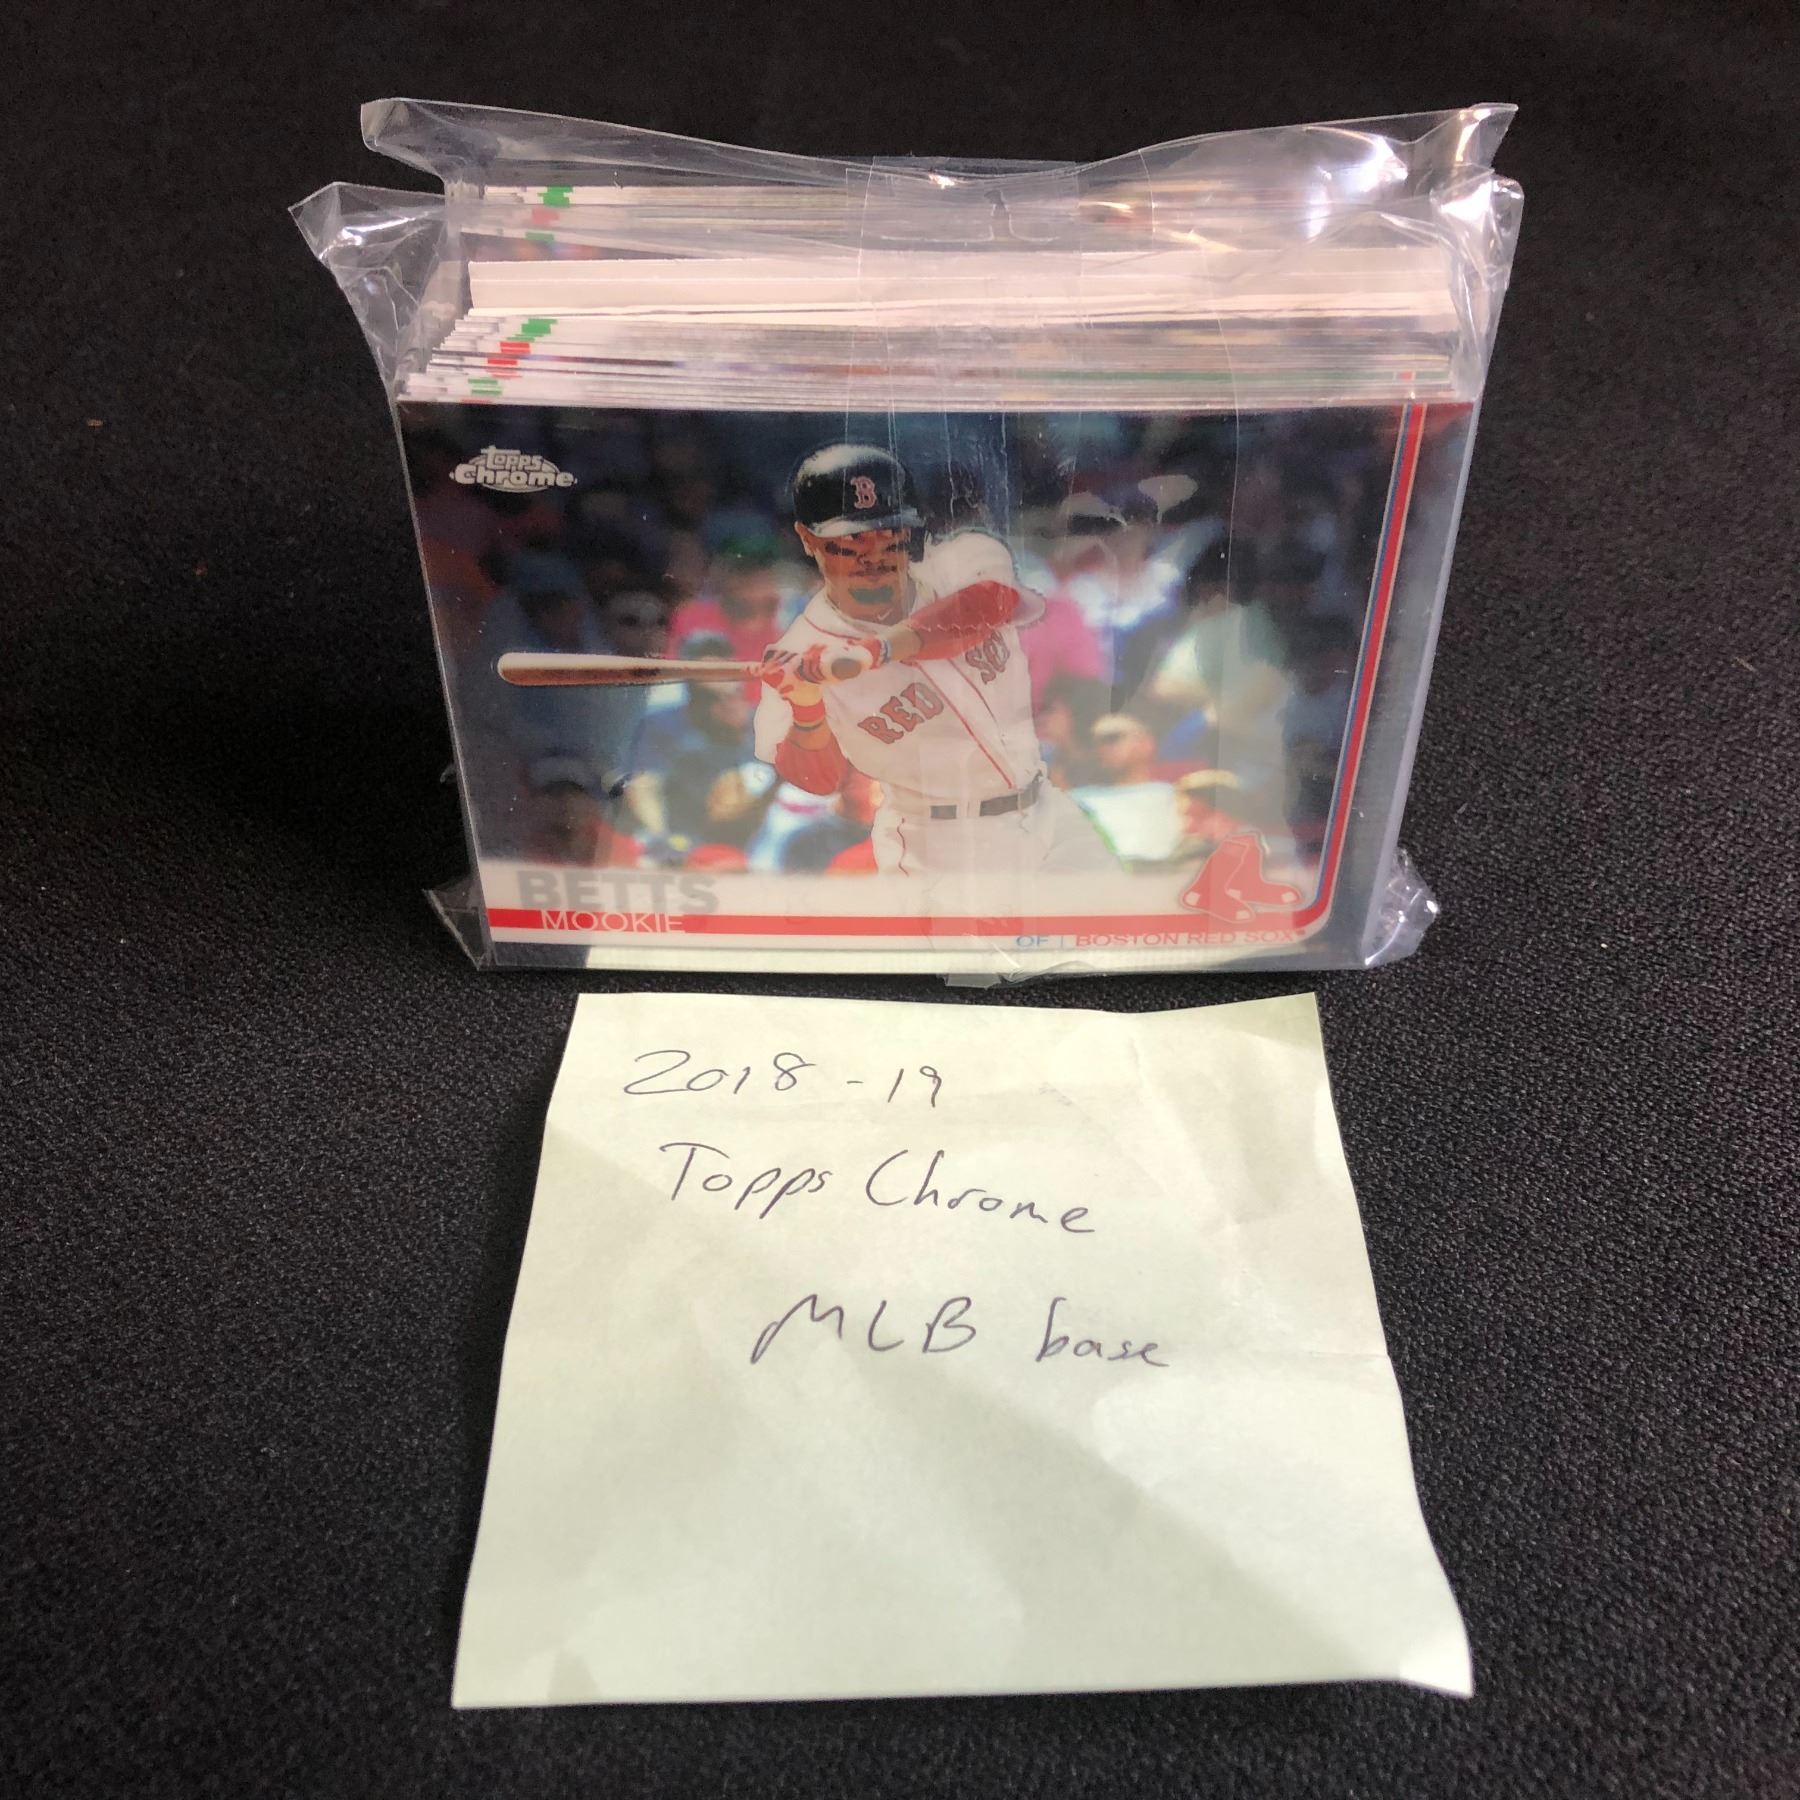 topps
Chrome
B
RED SOX
BETTS
MOOKIE
OF | BOSTON RED SOX
2018-19
Topps Chrome
MLB base